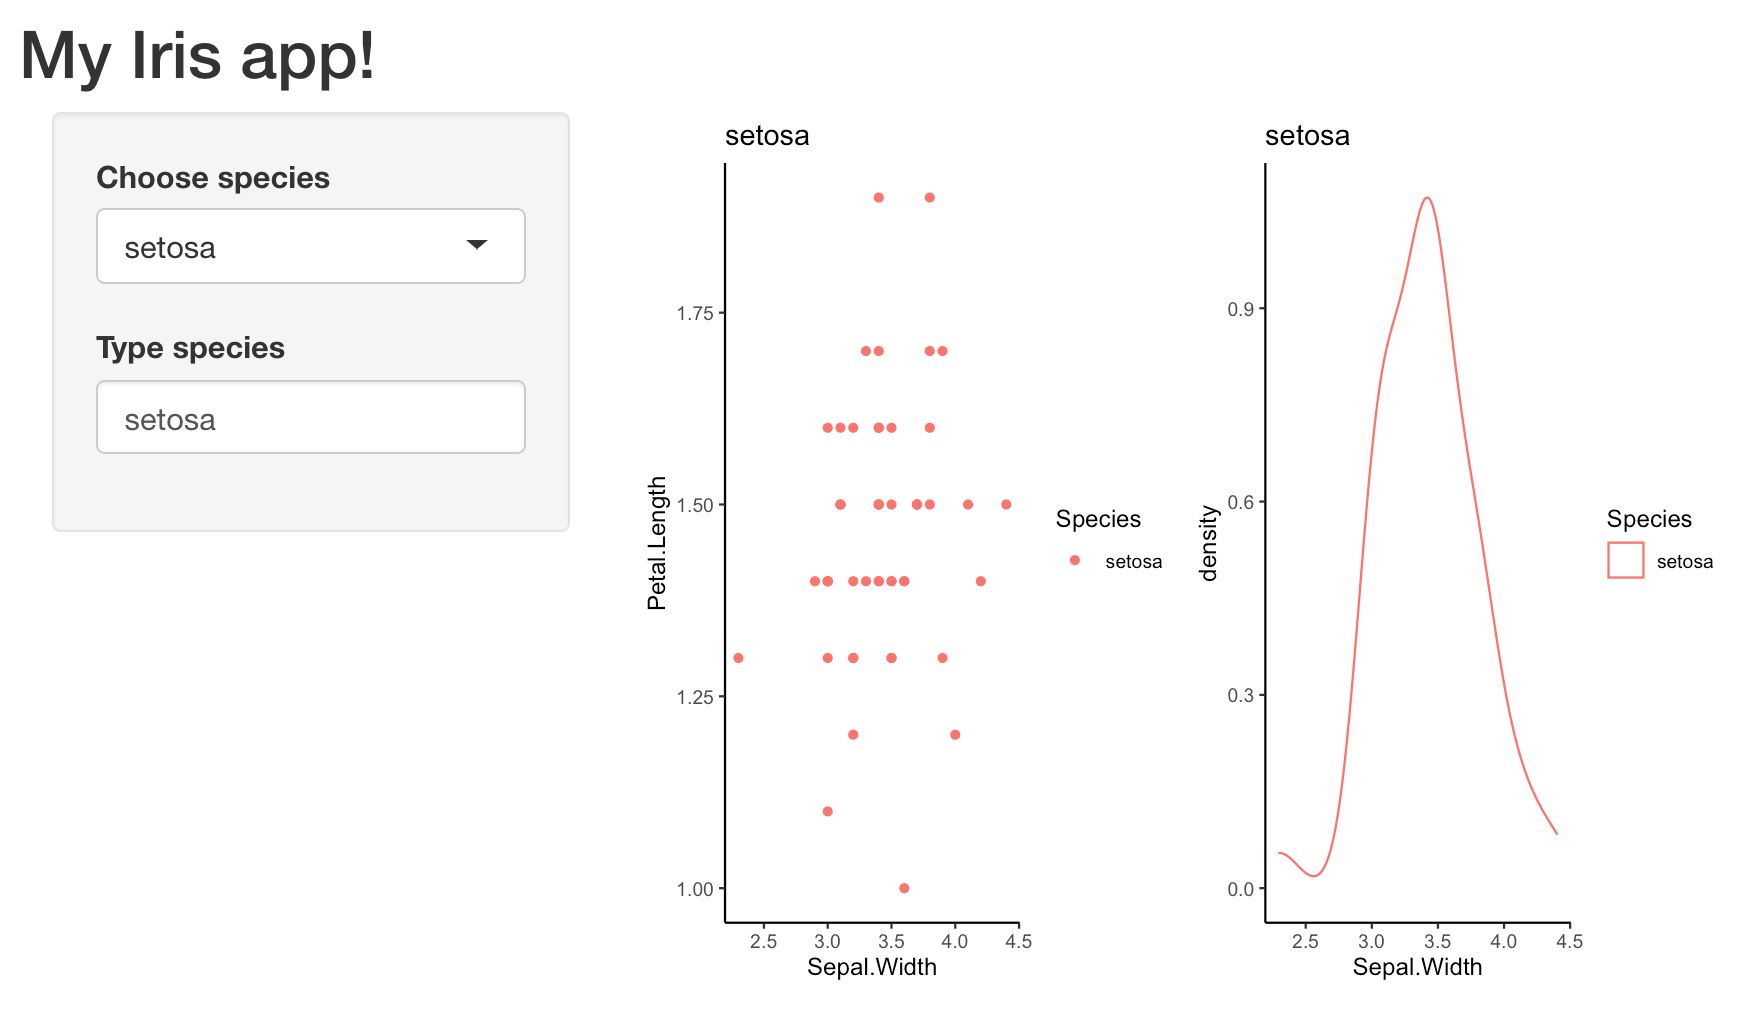 My Iris app!
Choose species
setosa
Type species
setosa
setosa
Petal.Length
1.75
1.50
1.25
1.00
2.5 3.0 3.5 4.0 4.5
Sepal.Width
Species
setosa
setosa
density
0.9
0.6
0.3
0.0
2.5 3.0 3.5 4.0 4.5
Sepal.Width
Species
setosa